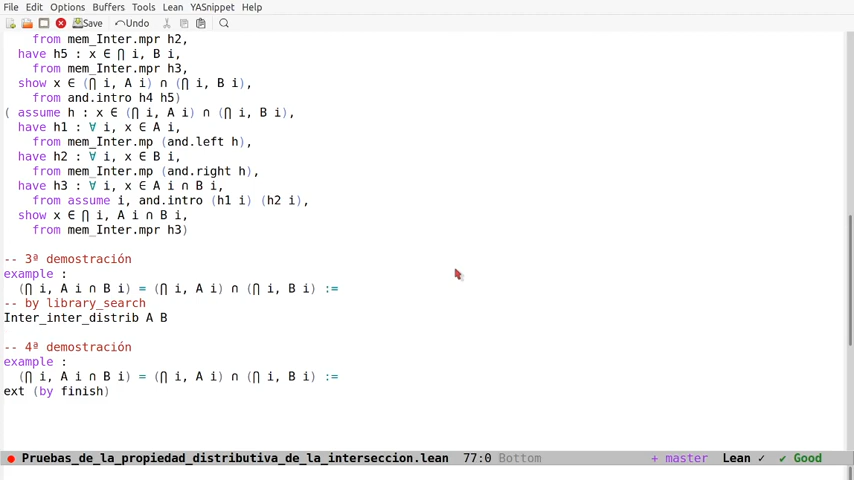 File Edit Options Buffers Tools Lean YASnippet Help
Save Undo
from mem_Inter.mpr h2,
have h5 : x ∈ ⋂ i, B i,
from mem_Inter.mpr h3,
show x ∈ (⋂ i, A i) ∩ (⋂ i, B i),
from and.intro h4 h5)
( assume h : x ∈ (⋂ i, A i) ∩ (⋂ i, B i),
have h1 : ∀ i, x ∈ A i,
from mem_Inter.mp (and.left h),
have h2 : ∀ i, x ∈ B i,
from mem_Inter.mp (and.right h),
have h3 : ∀ i, x ∈ A i ∩ B i,
from assume i, and.intro (h1 i) (h2 i),
show x ∈ ⋂ i, A i ∩ B i,
from mem_Inter.mpr h3)
-- 3ª demostración
example :
(⋂ i, A i ∩ B i) = (⋂ i, A i) ∩ (⋂ i, B i) :=
-- by library_search
Inter_inter_distrib A B
-- 4ª demostración
example :
(⋂ i, A i ∩ B i) = (⋂ i, A i) ∩ (⋂ i, B i) :=
ext (by finish)
Pruebas_de_la_propiedad_distributiva_de_la_interseccion.lean 77:0 Bottom + master Lean ✓ ✔ Good